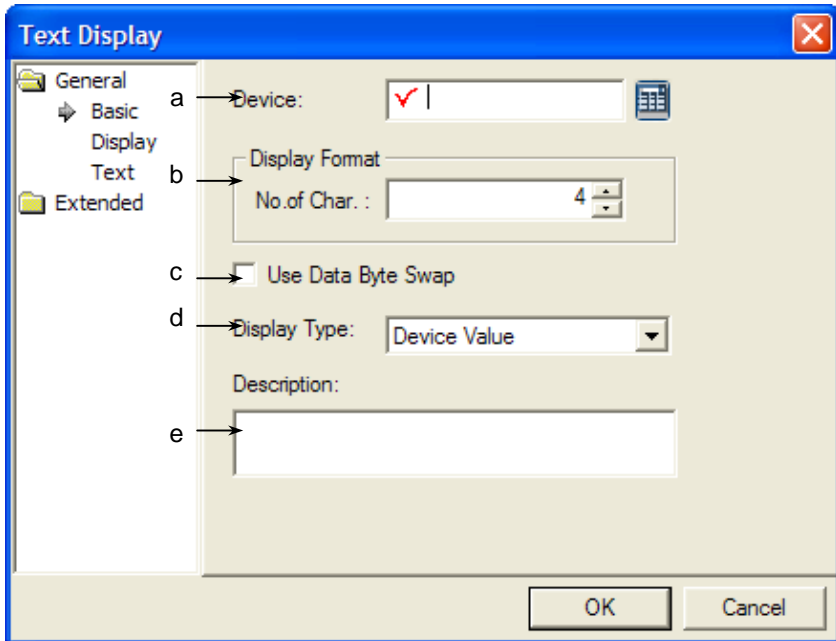 Text Display
General
Basic
Display
Text
Extended
a
Device:
b
Display Format
No.of Char. :
4
c
Use Data Byte Swap
d
Display Type:
Device Value
Description:
e
OK
Cancel